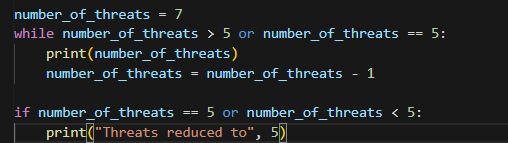 number_of_threats = 7
while number_of_threats > 5 or number_of_threats == 5:
    print(number_of_threats)
    number_of_threats = number_of_threats - 1

if number_of_threats == 5 or number_of_threats < 5:
    print("Threats reduced to", 5)